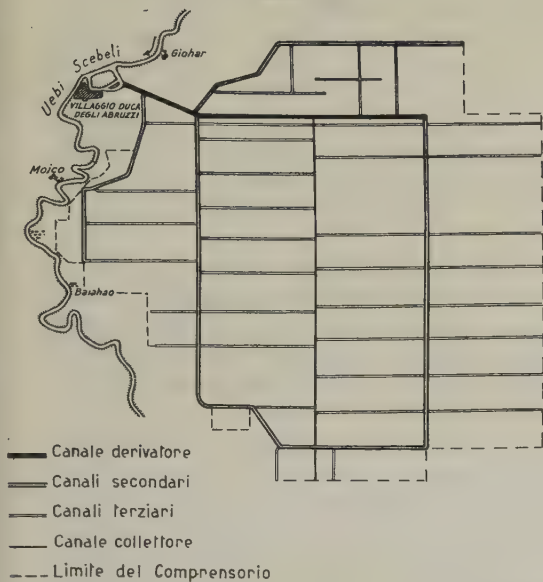 Giohar
Uebi Scebeli
VILLAGGIO DUCA
DEGLI ABRUZZI
Moico
Balahao
Canale derivatore
Canali secondari
Canali terziari
Canale collettore
Limite del Comprensorio